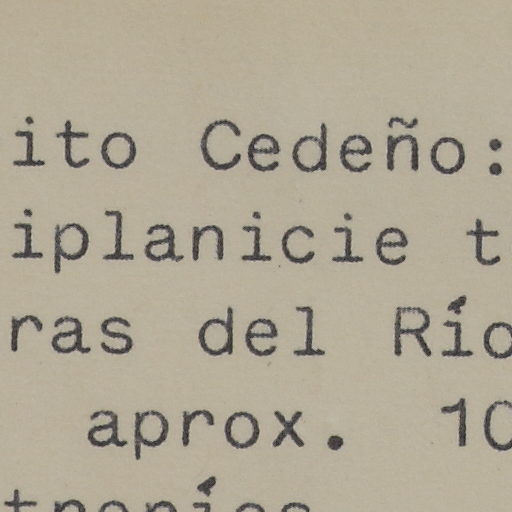 ito Cedeño:
iplanicie t
ras del Río
aprox. 10